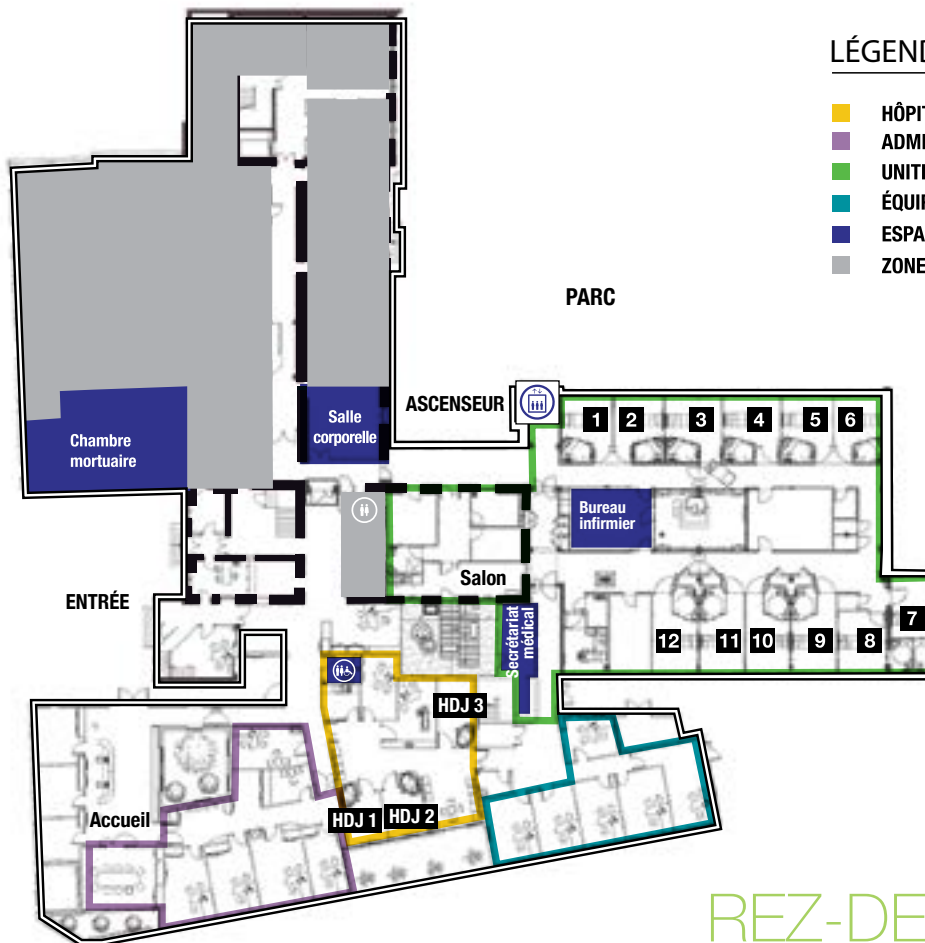 LÉGEND
HÔPIT
ADMI
UNITÉ
ÉQUIP
ESPA
ZONE
PARC
ASCENSEUR
1
2
3
4
5
6
Salle
corporelle
Chambre
mortuaire
Bureau
infirmier
Salon
ENTRÉE
Secrétariat
médical
7
12
11
10
9
8
HDJ 3
HDJ 1
HDJ 2
Accueil
REZ-DE